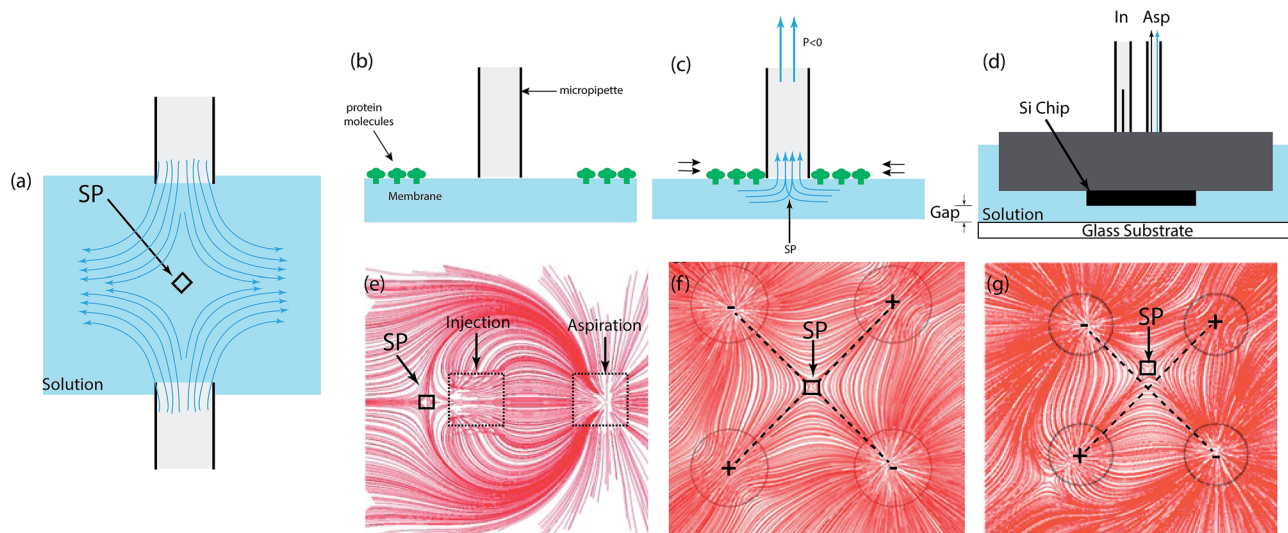 (a)
SP
Solution
(b)
protein
molecules
micropipette
Membrane
(c)
P<0
SP
(d)
In Asp
Si Chip
Gap
Solution
Glass Substrate
(e)
SP
Injection
Aspiration
(f)
-
+
SP
+
-
(g)
-
+
SP
+
-